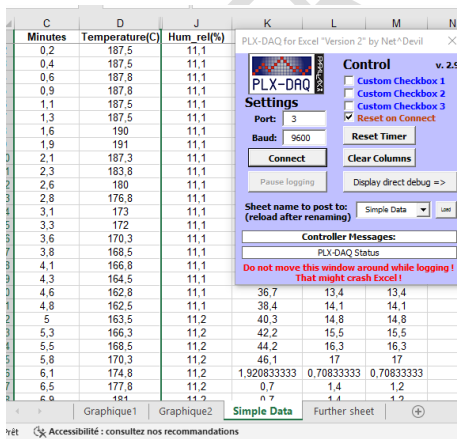 C D J K L M N
Minutes Temperature(C) Hum_rel(%)
0,2 187,5 11,1
0,4 187,5 11,1
0,6 187,8 11,1
0,9 187,8 11,1
1,1 187,5 11,1
1,3 187,5 11,1
1,6 190 11,1
1,9 191 11,1
2,1 187,3 11,1
2,3 183,8 11,1
2,6 180 11,1
2,8 176,8 11,1
3,1 173 11,1
3,3 172 11,1
3,6 170,3 11,1
3,8 168,5 11,1
4,1 166,8 11,1
4,3 164,5 11,1
4,6 162,8 11,1 36,7 13,4 13,4
4,8 162,5 11,1 38,4 14,1 14,1
5 163,5 11,2 40,3 14,8 14,8
5,3 166,3 11,2 42,2 15,5 15,5
5,5 168,5 11,2 44,2 16,3 16,3
5,8 170,3 11,2 46,1 17 17
6,1 174,8 11,2 1,920833333 0,70833333 0,70833333
6,5 177,8 11,2 0,7 1,4 1,2
6,9 181 11,2 0,7 1,4 1,2
PLX-DAQ for Excel "Version 2" by Net^Devil
PLX-DAQ
Control v. 2.9
Custom Checkbox 1
Custom Checkbox 2
Custom Checkbox 3
Reset on Connect
Settings
Port: 3
Baud: 9600
Reset Timer
Connect
Clear Columns
Pause logging
Display direct debug =>
Sheet name to post to:
(reload after renaming)
Simple Data
Load
Controller Messages:
PLX-DAQ Status
Do not move this window around while logging !
That might crash Excel !
Graphique1 Graphique2 Simple Data Further sheet
Prêt Accessibilité : consultez nos recommandations